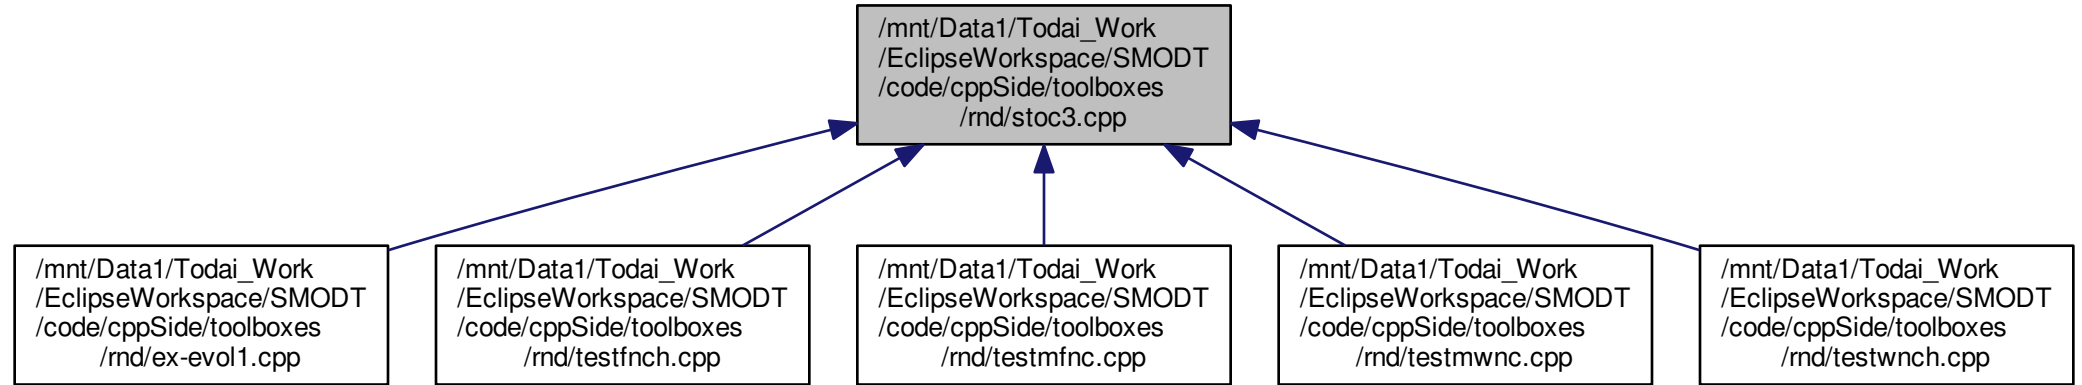 /mnt/Data1/Todai_Work
/EclipseWorkspace/SMODT
/code/cppSide/toolboxes
/rnd/stoc3.cpp
/mnt/Data1/Todai_Work
/EclipseWorkspace/SMODT
/code/cppSide/toolboxes
/rnd/ex-evol1.cpp
/mnt/Data1/Todai_Work
/EclipseWorkspace/SMODT
/code/cppSide/toolboxes
/rnd/testfnch.cpp
/mnt/Data1/Todai_Work
/EclipseWorkspace/SMODT
/code/cppSide/toolboxes
/rnd/testmfnc.cpp
/mnt/Data1/Todai_Work
/EclipseWorkspace/SMODT
/code/cppSide/toolboxes
/rnd/testmwnc.cpp
/mnt/Data1/Todai_Work
/EclipseWorkspace/SMODT
/code/cppSide/toolboxes
/rnd/testwnch.cpp